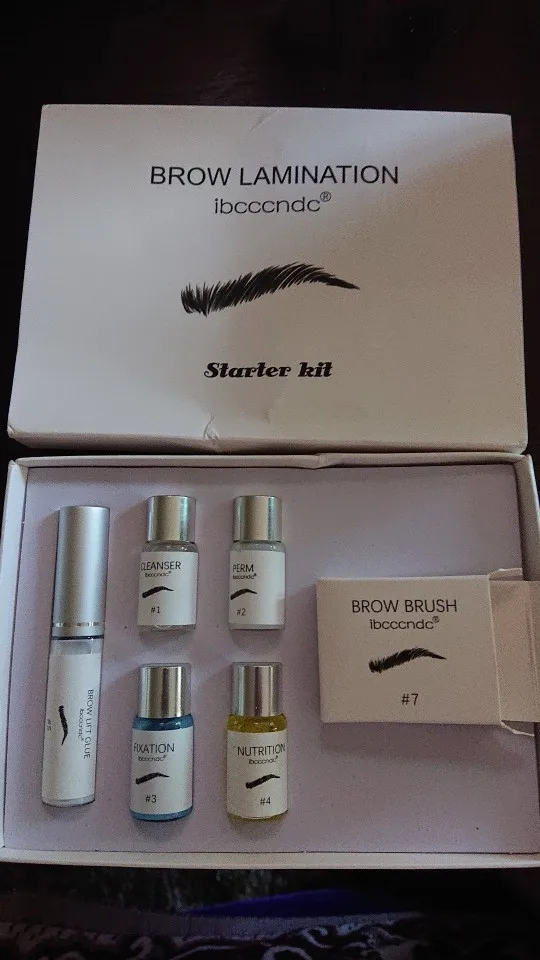 BROW LAMINATION
ibcccndc®
Starter kit
CLEANSER
ibcccndc®
#1
PERM
ibcccndc®
#2
BROW BRUSH
ibcccndc®
#7
BROW LIFT GLUE
ibcccndc®
#5
FIXATION
ibcccndc®
#3
NUTRITION
ibcccndc®
#4